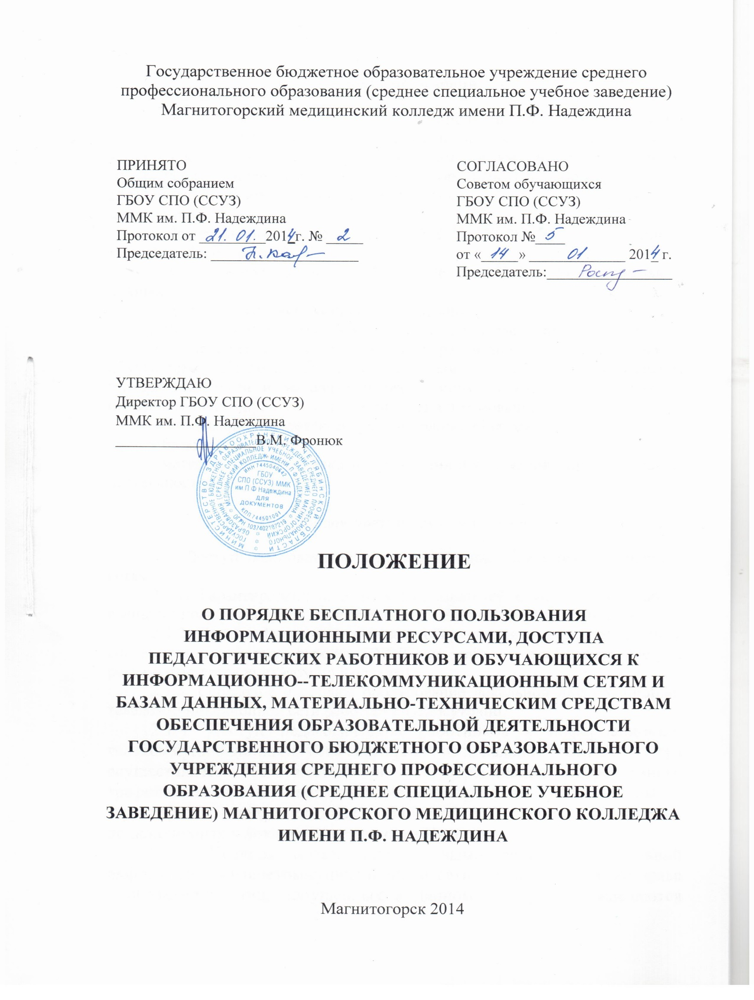 Государственное бюджетное образовательное учреждение среднего
профессионального образования (среднее специальное учебное заведение)
Магнитогорский медицинский колледж имени П.Ф. Надеждина
ПРИНЯТО
Общим собранием
ГБОУ СПО (ССУЗ)
ММК им. П.Ф. Надеждина
Протокол от 21. 01. 2014 г. № 2
Председатель:
СОГЛАСОВАНО
Советом обучающихся
ГБОУ СПО (ССУЗ)
ММК им. П.Ф. Надеждина
Протокол № 5
от « 14 » 01 2014 г.
Председатель:
УТВЕРЖДАЮ
Директор ГБОУ СПО (ССУЗ)
ММК им. П.Ф. Надеждина
В.М. Фронюк
МИНИСТЕРСТВО ЗДРАВООХРАНЕНИЯ ЧЕЛЯБИНСКОЙ ОБЛАСТИ
ГОСУДАРСТВЕННОЕ БЮДЖЕТНОЕ ОБРАЗОВАТЕЛЬНОЕ УЧРЕЖДЕНИЕ СРЕДНЕГО ПРОФЕССИОНАЛЬНОГО
ОБРАЗОВАНИЯ (СРЕДНЕЕ СПЕЦИАЛЬНОЕ УЧЕБНОЕ ЗАВЕДЕНИЕ) МАГНИТОГОРСКИЙ
МЕДИЦИНСКИЙ КОЛЛЕДЖ ИМЕНИ П Ф НАДЕЖДИНА
ОГРН 1037402187219
ИНН 7445040642
ГБОУ
СПО (ССУЗ) ММК
им П Ф Надеждина
ДЛЯ
ДОКУМЕНТОВ
КПП 744501001
ПОЛОЖЕНИЕ
О ПОРЯДКЕ БЕСПЛАТНОГО ПОЛЬЗОВАНИЯ
ИНФОРМАЦИОННЫМИ РЕСУРСАМИ, ДОСТУПА
ПЕДАГОГИЧЕСКИХ РАБОТНИКОВ И ОБУЧАЮЩИХСЯ К
ИНФОРМАЦИОННО--ТЕЛЕКОММУНИКАЦИОННЫМ СЕТЯМ И
БАЗАМ ДАННЫХ, МАТЕРИАЛЬНО-ТЕХНИЧЕСКИМ СРЕДСТВАМ
ОБЕСПЕЧЕНИЯ ОБРАЗОВАТЕЛЬНОЙ ДЕЯТЕЛЬНОСТИ
ГОСУДАРСТВЕННОГО БЮДЖЕТНОГО ОБРАЗОВАТЕЛЬНОГО
УЧРЕЖДЕНИЯ СРЕДНЕГО ПРОФЕССИОНАЛЬНОГО
ОБРАЗОВАНИЯ (СРЕДНЕЕ СПЕЦИАЛЬНОЕ УЧЕБНОЕ
ЗАВЕДЕНИЕ) МАГНИТОГОРСКОГО МЕДИЦИНСКОГО КОЛЛЕДЖА
ИМЕНИ П.Ф. НАДЕЖДИНА
Магнитогорск 2014